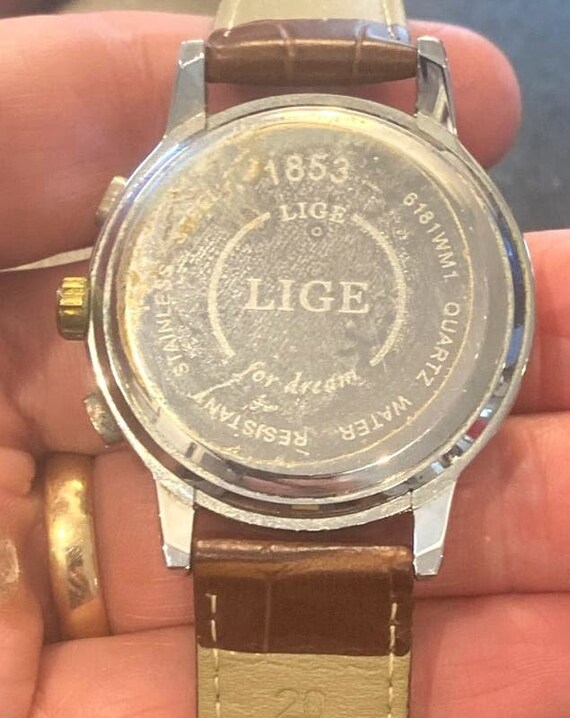 1853
LIGE
LIGE
for dream
6181WM1 QUARTZ WATER RESISTANT STAINLESS
20